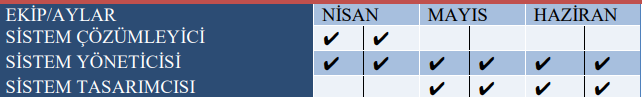 EKİP/AYLAR NİSAN MAYIS HAZİRAN
SİSTEM ÇÖZÜMLEYİCİ ✔ ✔
SİSTEM YÖNETİCİSİ ✔ ✔ ✔ ✔ ✔ ✔
SİSTEM TASARIMCISI ✔ ✔ ✔ ✔